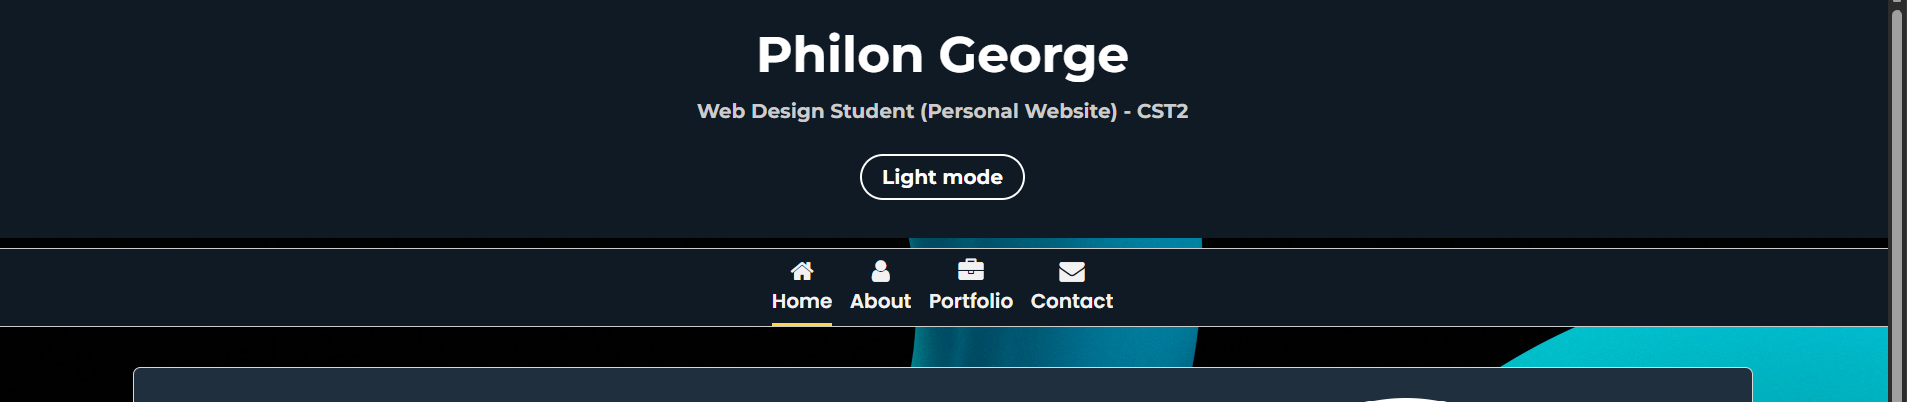 Philon George
Web Design Student (Personal Website) - CST2
Light mode
Home About Portfolio Contact